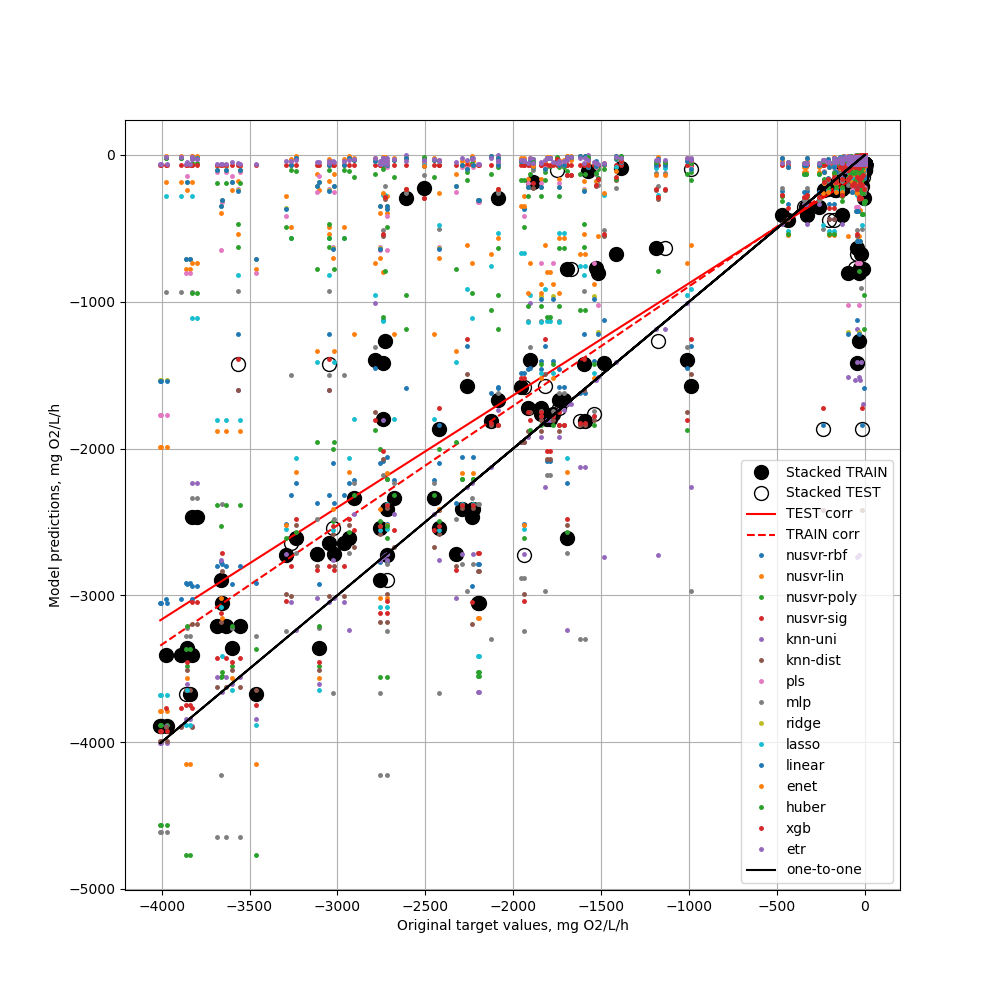 0
−1000
−2000
−3000
−4000
−5000
Model predictions, mg O2/L/h
−4000 −3500 −3000 −2500 −2000 −1500 −1000 −500 0
Original target values, mg O2/L/h
Stacked TRAIN
Stacked TEST
TEST corr
TRAIN corr
nusvr-rbf
nusvr-lin
nusvr-poly
nusvr-sig
knn-uni
knn-dist
pls
mlp
ridge
lasso
linear
enet
huber
xgb
etr
one-to-one